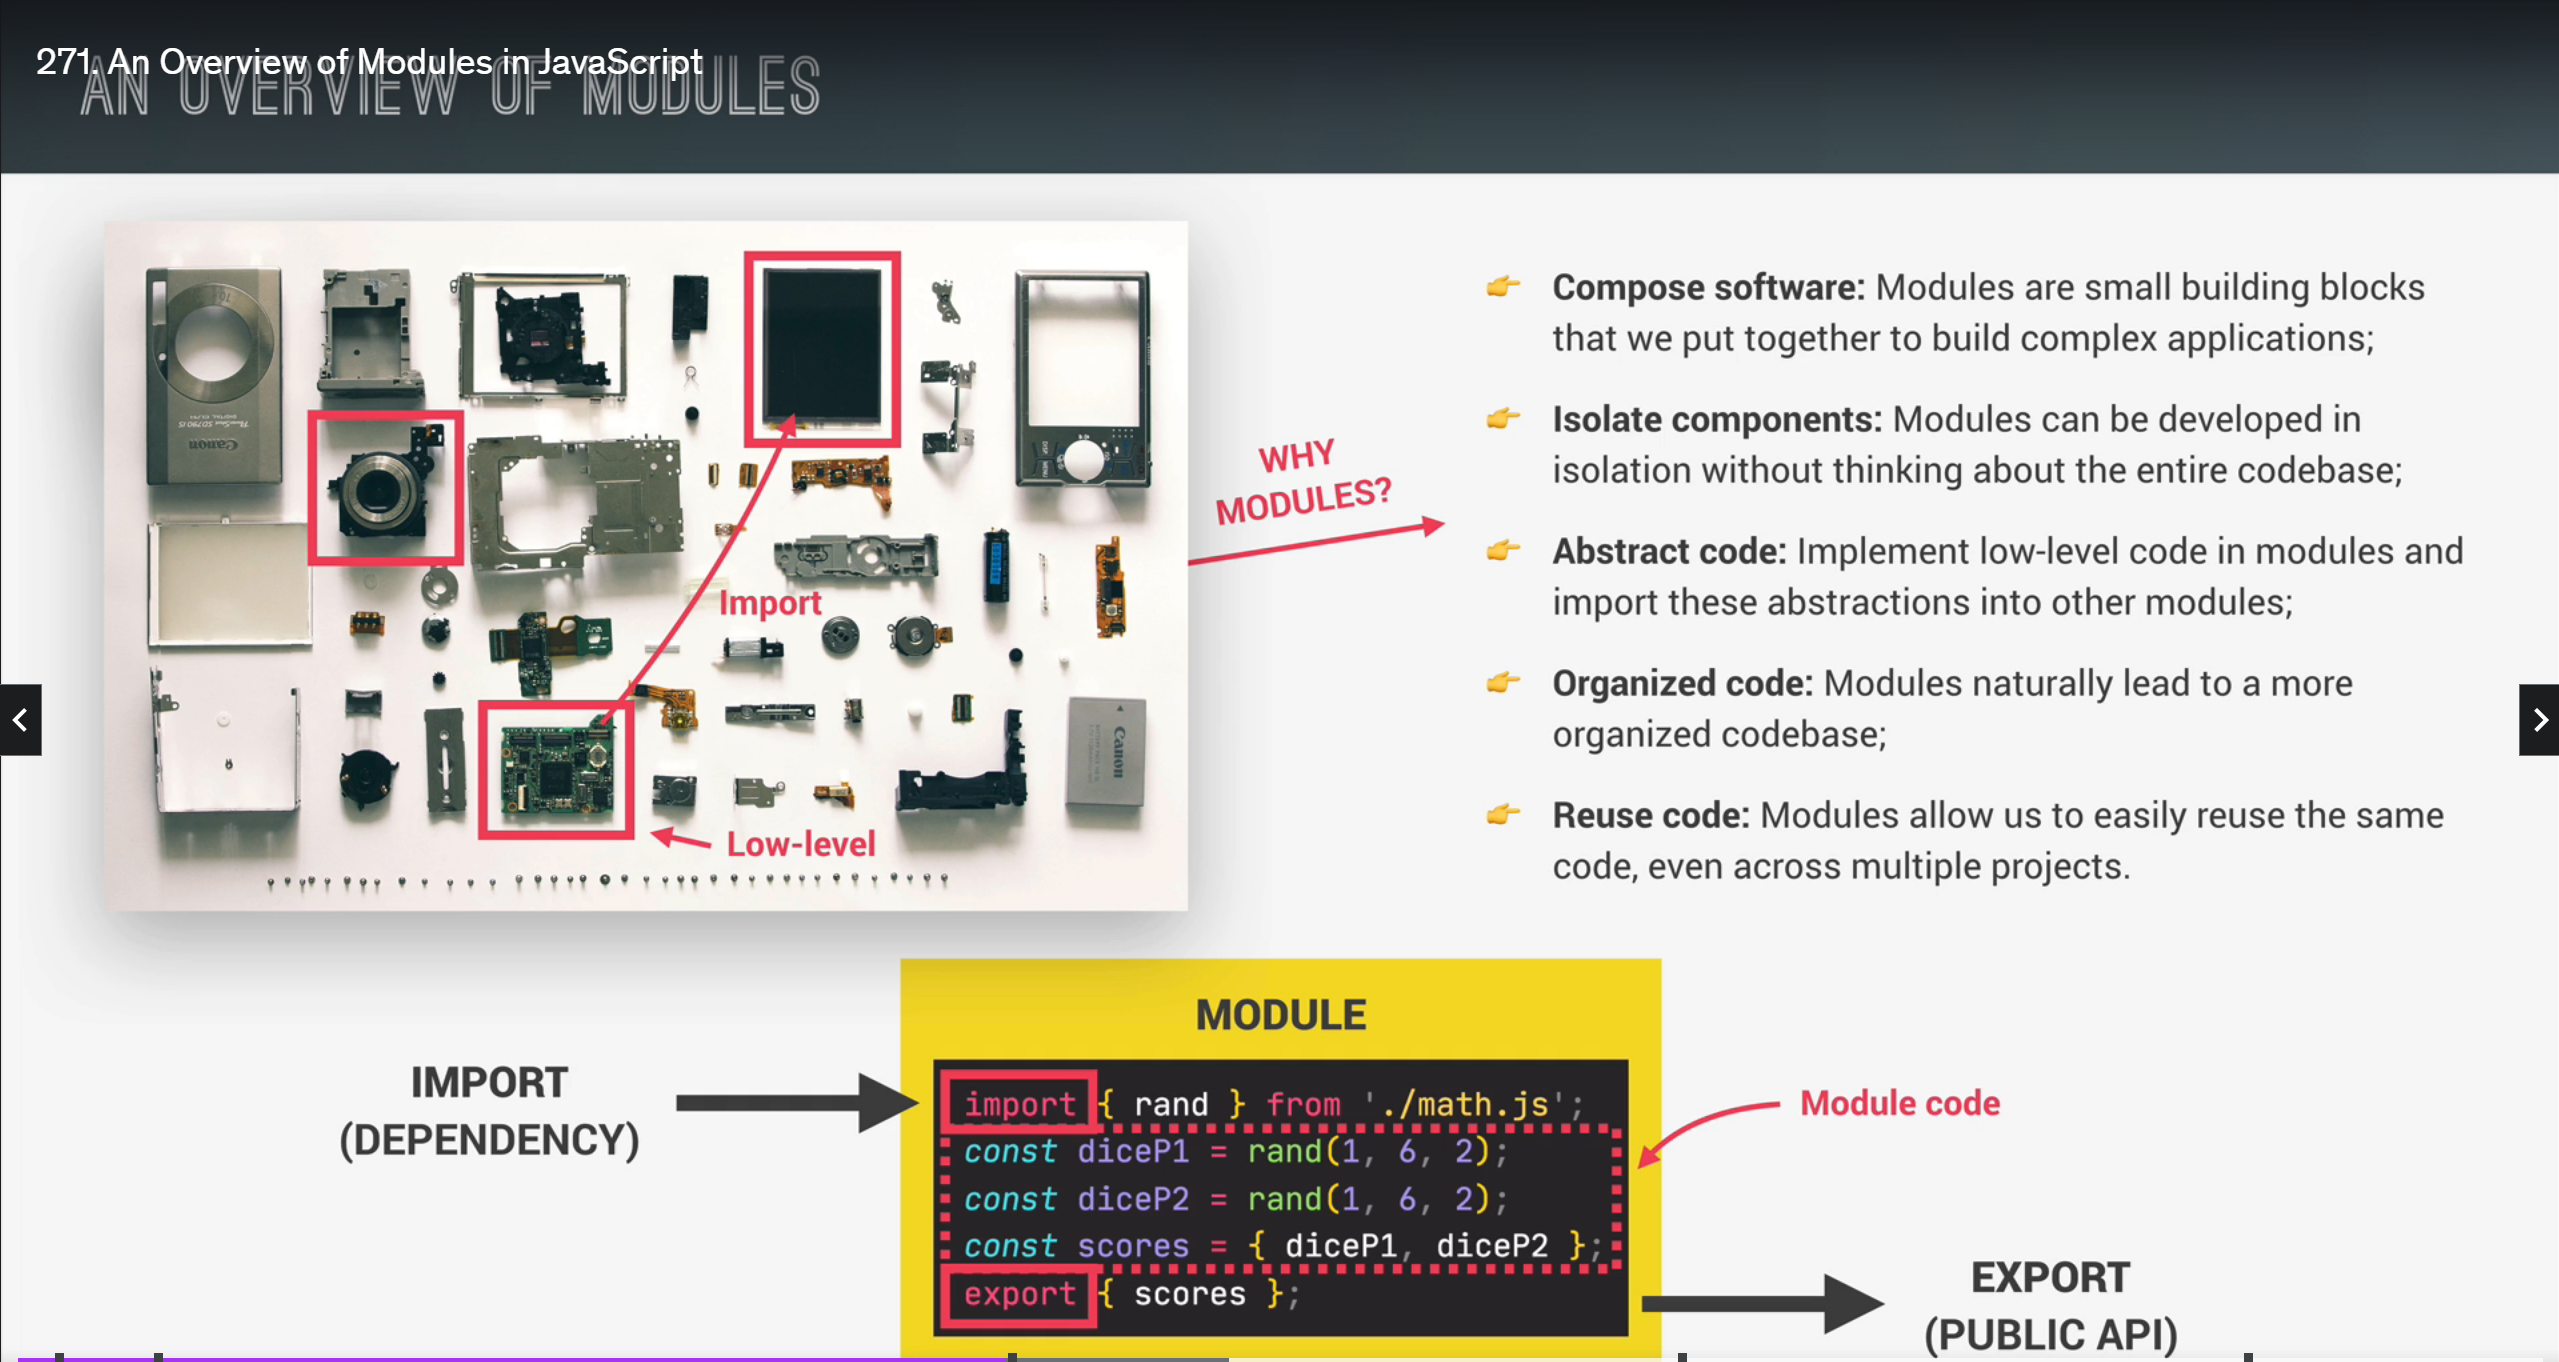 271. An Overview of Modules in JavaScript
AN OVERVIEW OF MODULES
Import
Low-level
Canon
Canon
WHY
MODULES?
👉 Compose software: Modules are small building blocks
that we put together to build complex applications;
👉 Isolate components: Modules can be developed in
isolation without thinking about the entire codebase;
👉 Abstract code: Implement low-level code in modules and
import these abstractions into other modules;
👉 Organized code: Modules naturally lead to a more
organized codebase;
👉 Reuse code: Modules allow us to easily reuse the same
code, even across multiple projects.
IMPORT
(DEPENDENCY)
MODULE
import { rand } from './math.js';
const diceP1 = rand(1, 6, 2);
const diceP2 = rand(1, 6, 2);
const scores = { diceP1, diceP2 };
export { scores };
Module code
EXPORT
(PUBLIC API)